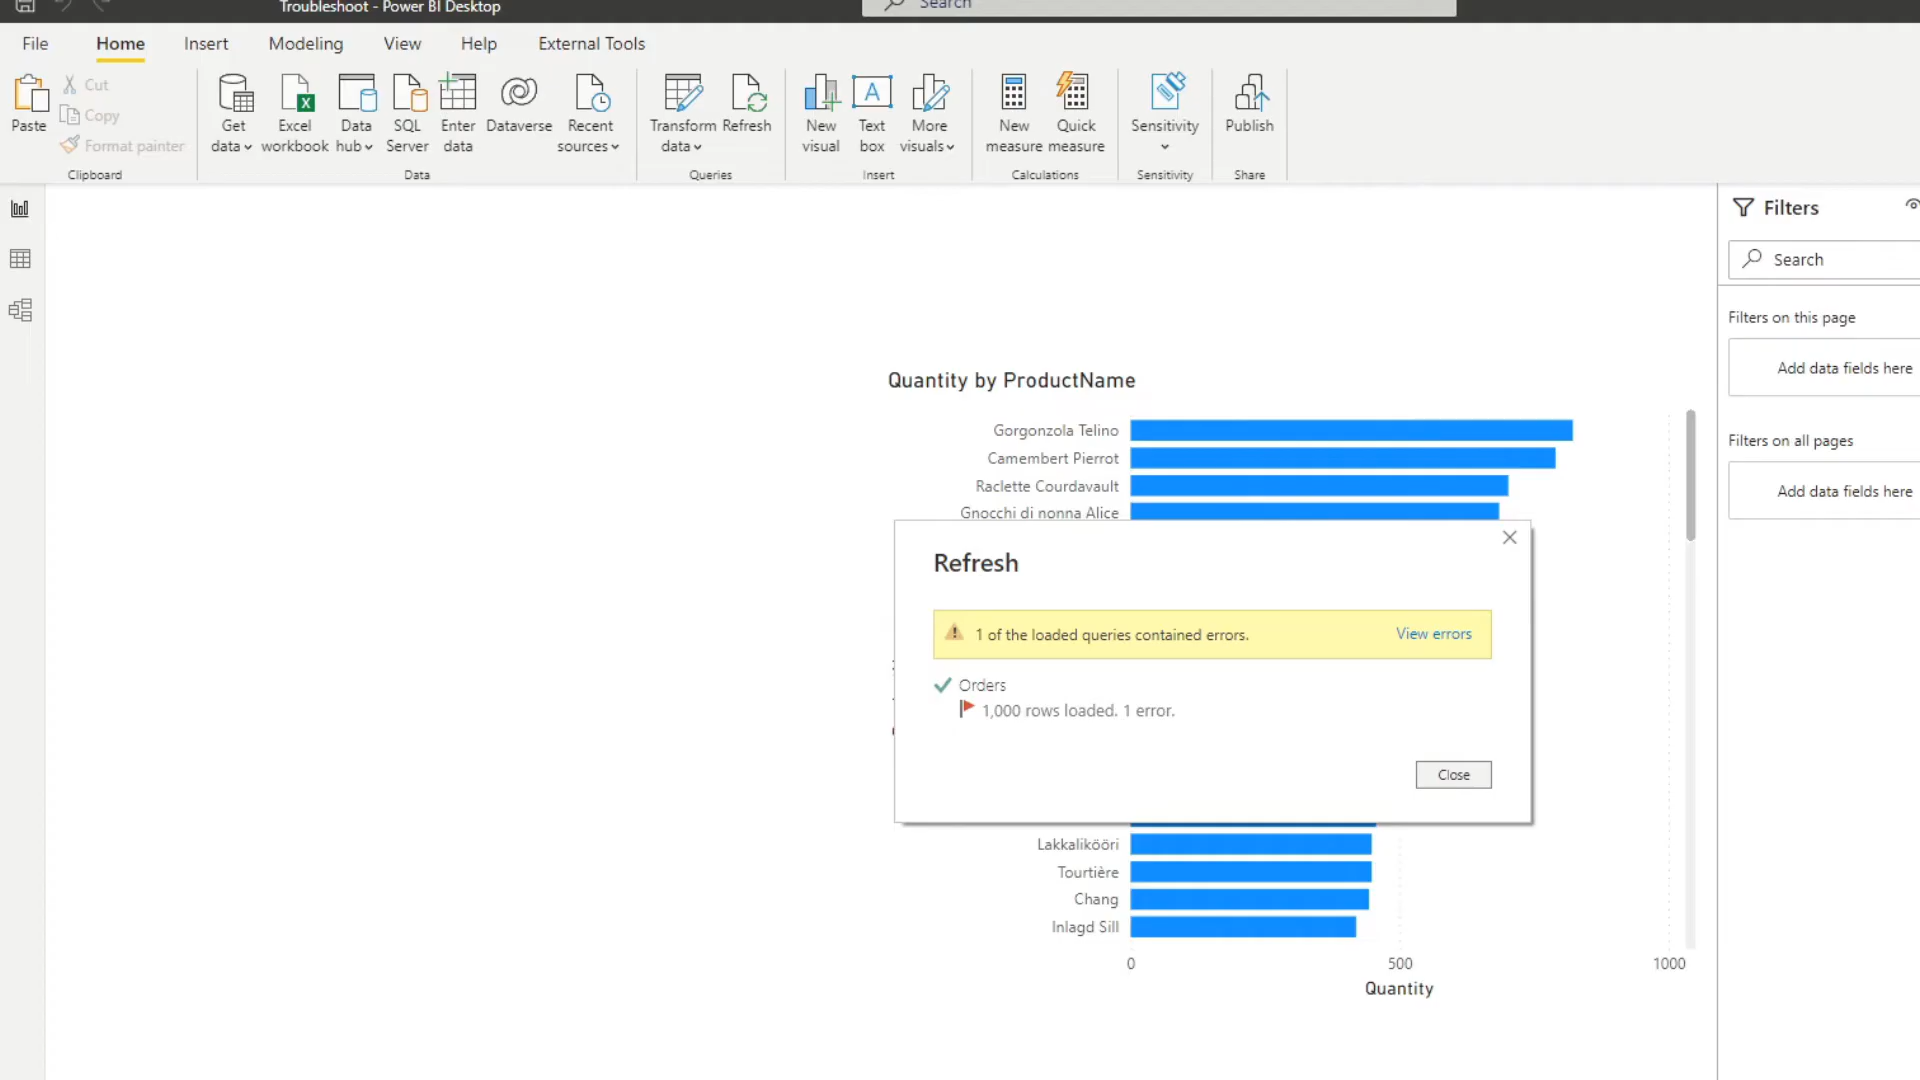 Troubleshoot - Power BI Desktop
Search
File Home Insert Modeling View Help External Tools
Paste
Cut
Copy
Format painter
Clipboard
Get data
Excel workbook
Data hub
SQL Server
Enter data
Dataverse
Recent sources
Data
Transform data
Refresh
Queries
New visual
Text box
More visuals
Insert
New measure
Quick measure
Calculations
Sensitivity
Sensitivity
Publish
Share
Filters
Search
Filters on this page
Add data fields here
Filters on all pages
Add data fields here
Quantity by ProductName
Gorgonzola Telino
Camembert Pierrot
Raclette Courdavault
Gnocchi di nonna Alice
Refresh
1 of the loaded queries contained errors. View errors
Orders
1,000 rows loaded. 1 error.
Close
Lakkalikööri
Tourtière
Chang
Inlagd Sill
0 500 1000
Quantity